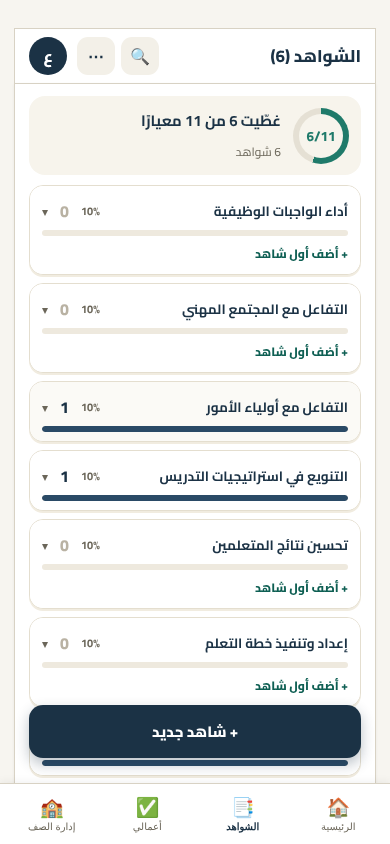 الشواهد (6)
...
ع
6/11
غطّيت 6 من 11 معيارًا
6 شواهد
أداء الواجبات الوظيفية
10%
0
+ أضف أول شاهد
التفاعل مع المجتمع المهني
10%
0
+ أضف أول شاهد
التفاعل مع أولياء الأمور
10%
1
التنويع في استراتيجيات التدريس
10%
1
تحسين نتائج المتعلمين
10%
0
+ أضف أول شاهد
إعداد وتنفيذ خطة التعلم
10%
0
+ أضف أول شاهد
+ شاهد جديد
الرئيسية
الشواهد
أعمالي
إدارة الصف